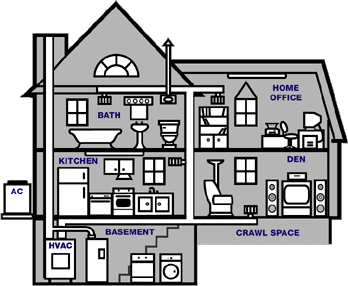 HOME
OFFICE
BATH
KITCHEN
DEN
AC
BASEMENT
CRAWL SPACE
HVAC